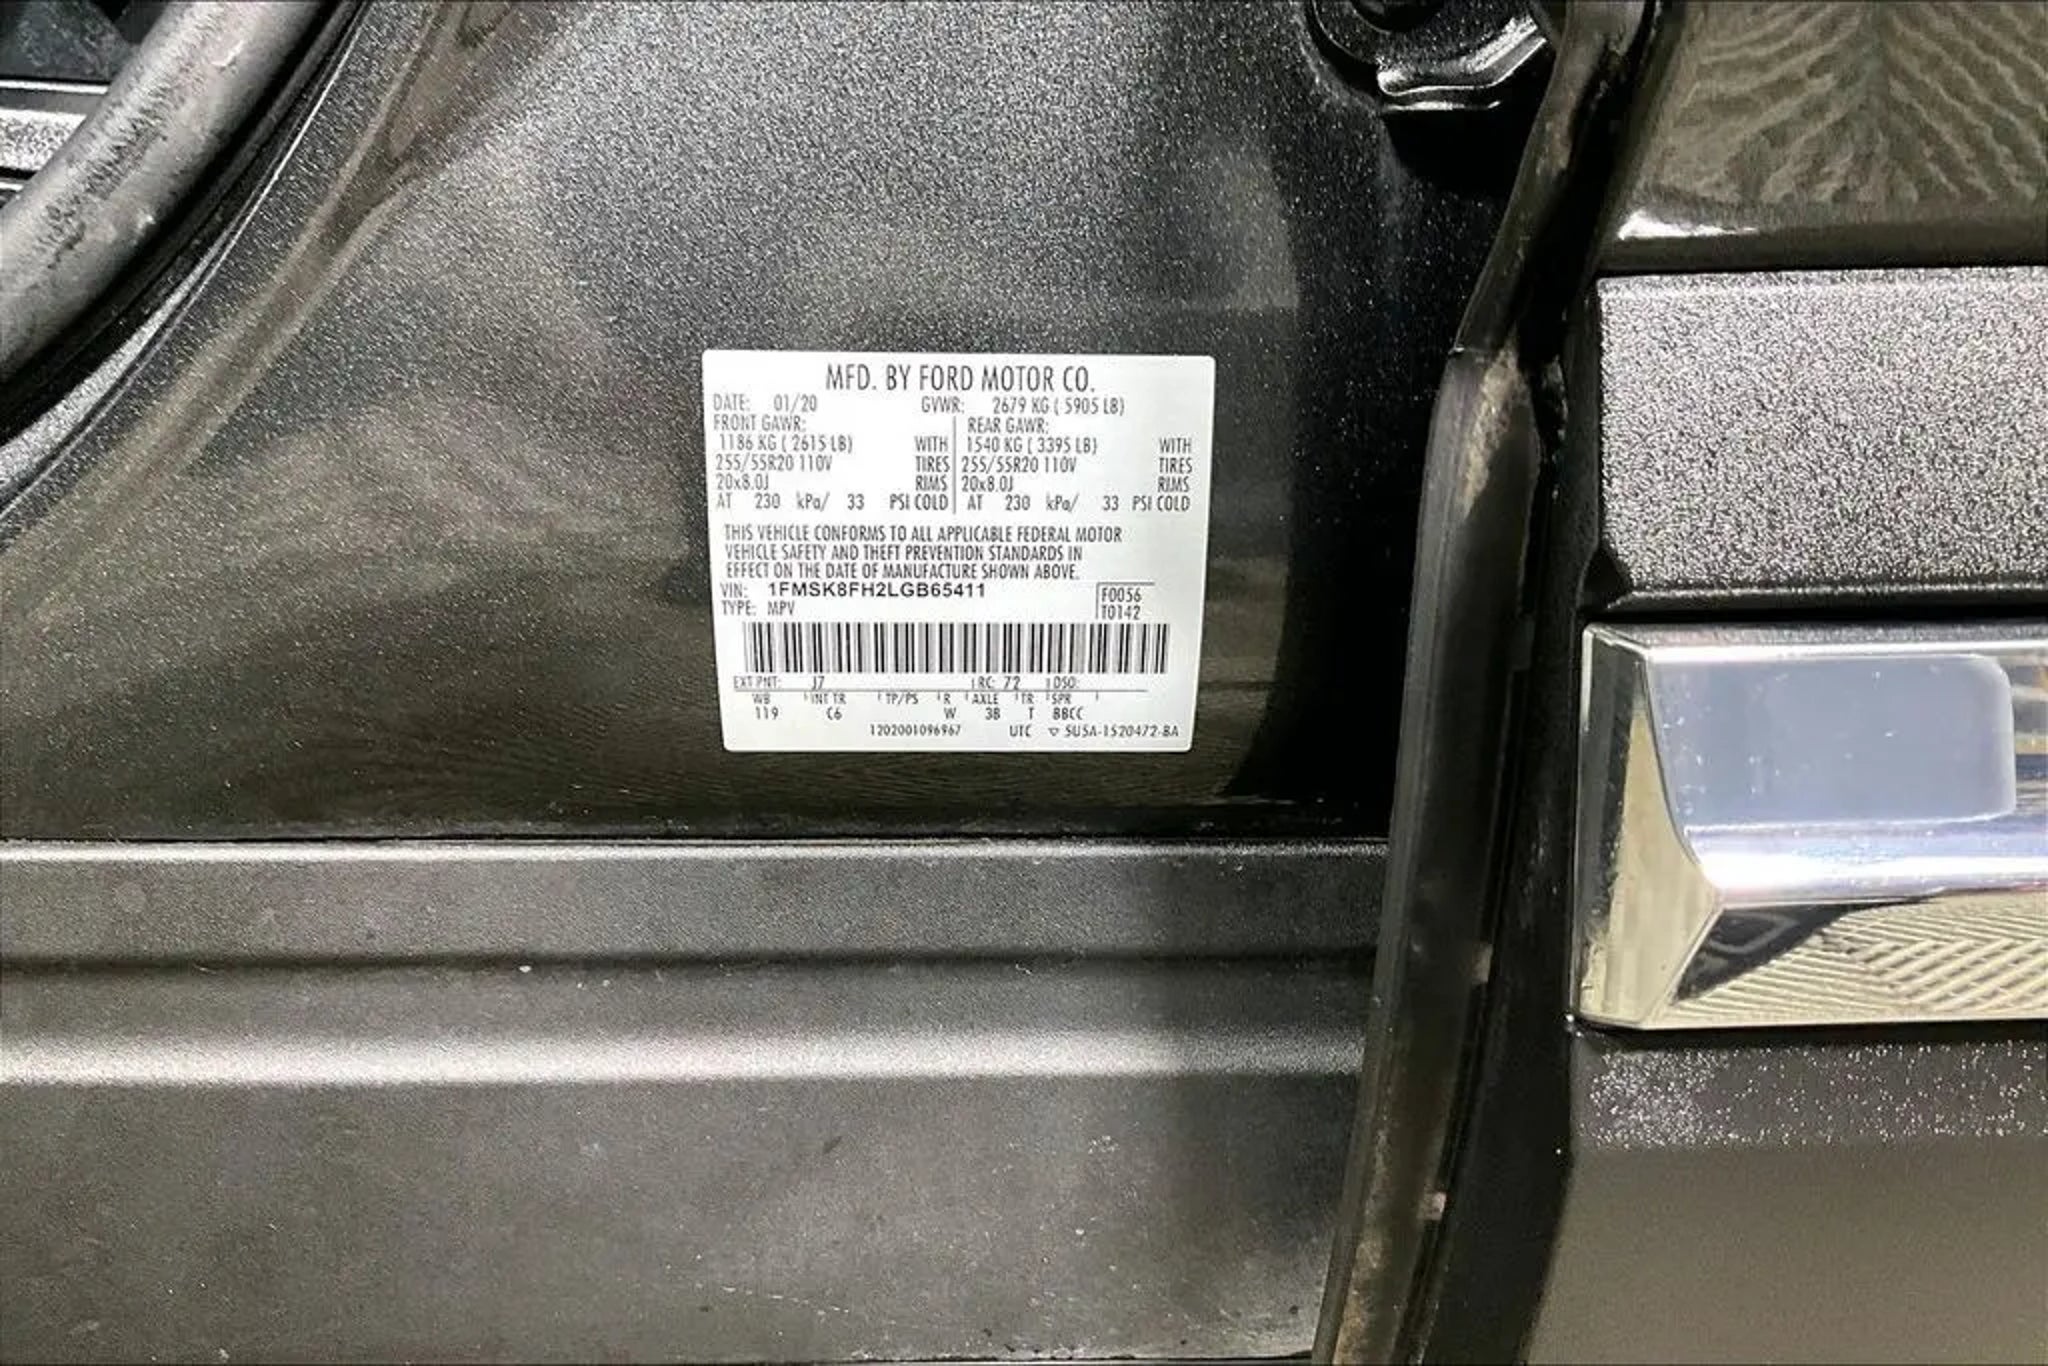 MFD. BY FORD MOTOR CO.
DATE: 01/20 GVWR: 2679 KG ( 5905 LB)
FRONT GAWR: REAR GAWR:
1186 KG ( 2615 LB) WITH 1540 KG ( 3395 LB) WITH
255/55R20 110V TIRES 255/55R20 110V TIRES
20x8.0J RIMS 20x8.0J RIMS
AT 230 kPa/ 33 PSI COLD AT 230 kPa/ 33 PSI COLD
THIS VEHICLE CONFORMS TO ALL APPLICABLE FEDERAL MOTOR
VEHICLE SAFETY AND THEFT PREVENTION STANDARDS IN
EFFECT ON THE DATE OF MANUFACTURE SHOWN ABOVE.
VIN: 1FMSK8FH2LGB65411 F0056
TYPE: MPV T0142
EXT PNT: J7 RC: 72 DSO:
WB INT TR TP/PS R AXLE TR SPR
119 C6 W 3B T BBCC
1202001096967 UTC ▽ 5U5A-1520472-BA